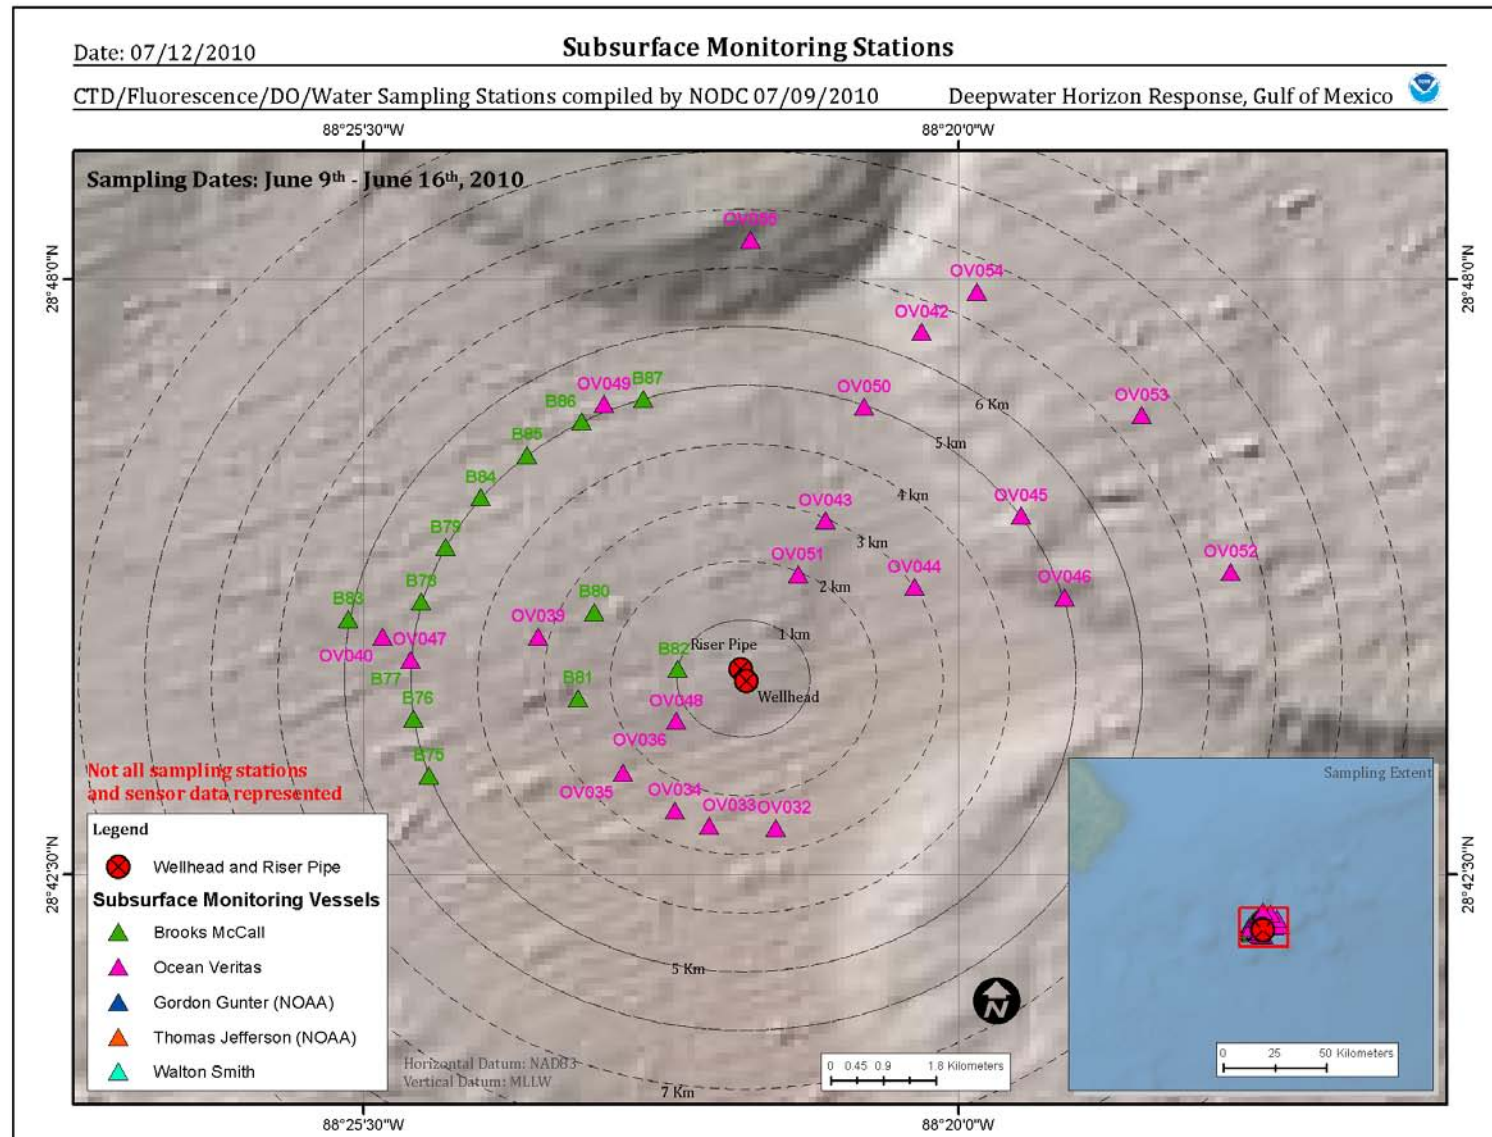 Date: 07/12/2010
Subsurface Monitoring Stations
CTD/Fluorescence/DO/Water Sampling Stations compiled by NODC 07/09/2010
Deepwater Horizon Response, Gulf of Mexico
88°25'30"W
88°20'0"W
Sampling Dates: June 9th - June 16th, 2010
OV055
28°48'0"N
28°48'0"N
OV054
OV042
B87
OV049
B86
OV050
OV053
6 Km
B85
5 km
B84
4 km
OV045
OV043
B79
3 km
OV051
OV044
OV052
B78
2 km
OV046
B83
B80
OV039
1 km
OV047
OV040
Riser Pipe
B82
B77
B81
Wellhead
B76
OV048
OV036
B75
OV035
OV034
OV033
OV032
Not all sampling stations
and sensor data represented
Sampling Extent
Legend
Wellhead and Riser Pipe
28°42'30"N
28°42'30"N
Subsurface Monitoring Vessels
Brooks McCall
Ocean Veritas
5 Km
Gordon Gunter (NOAA)
N
Thomas Jefferson (NOAA)
Walton Smith
Horizontal Datum: NAD83
Vertical Datum: MLLW
0 0.45 0.9 1.8 Kilometers
0 25 50 Kilometers
7 Km
88°25'30"W
88°20'0"W